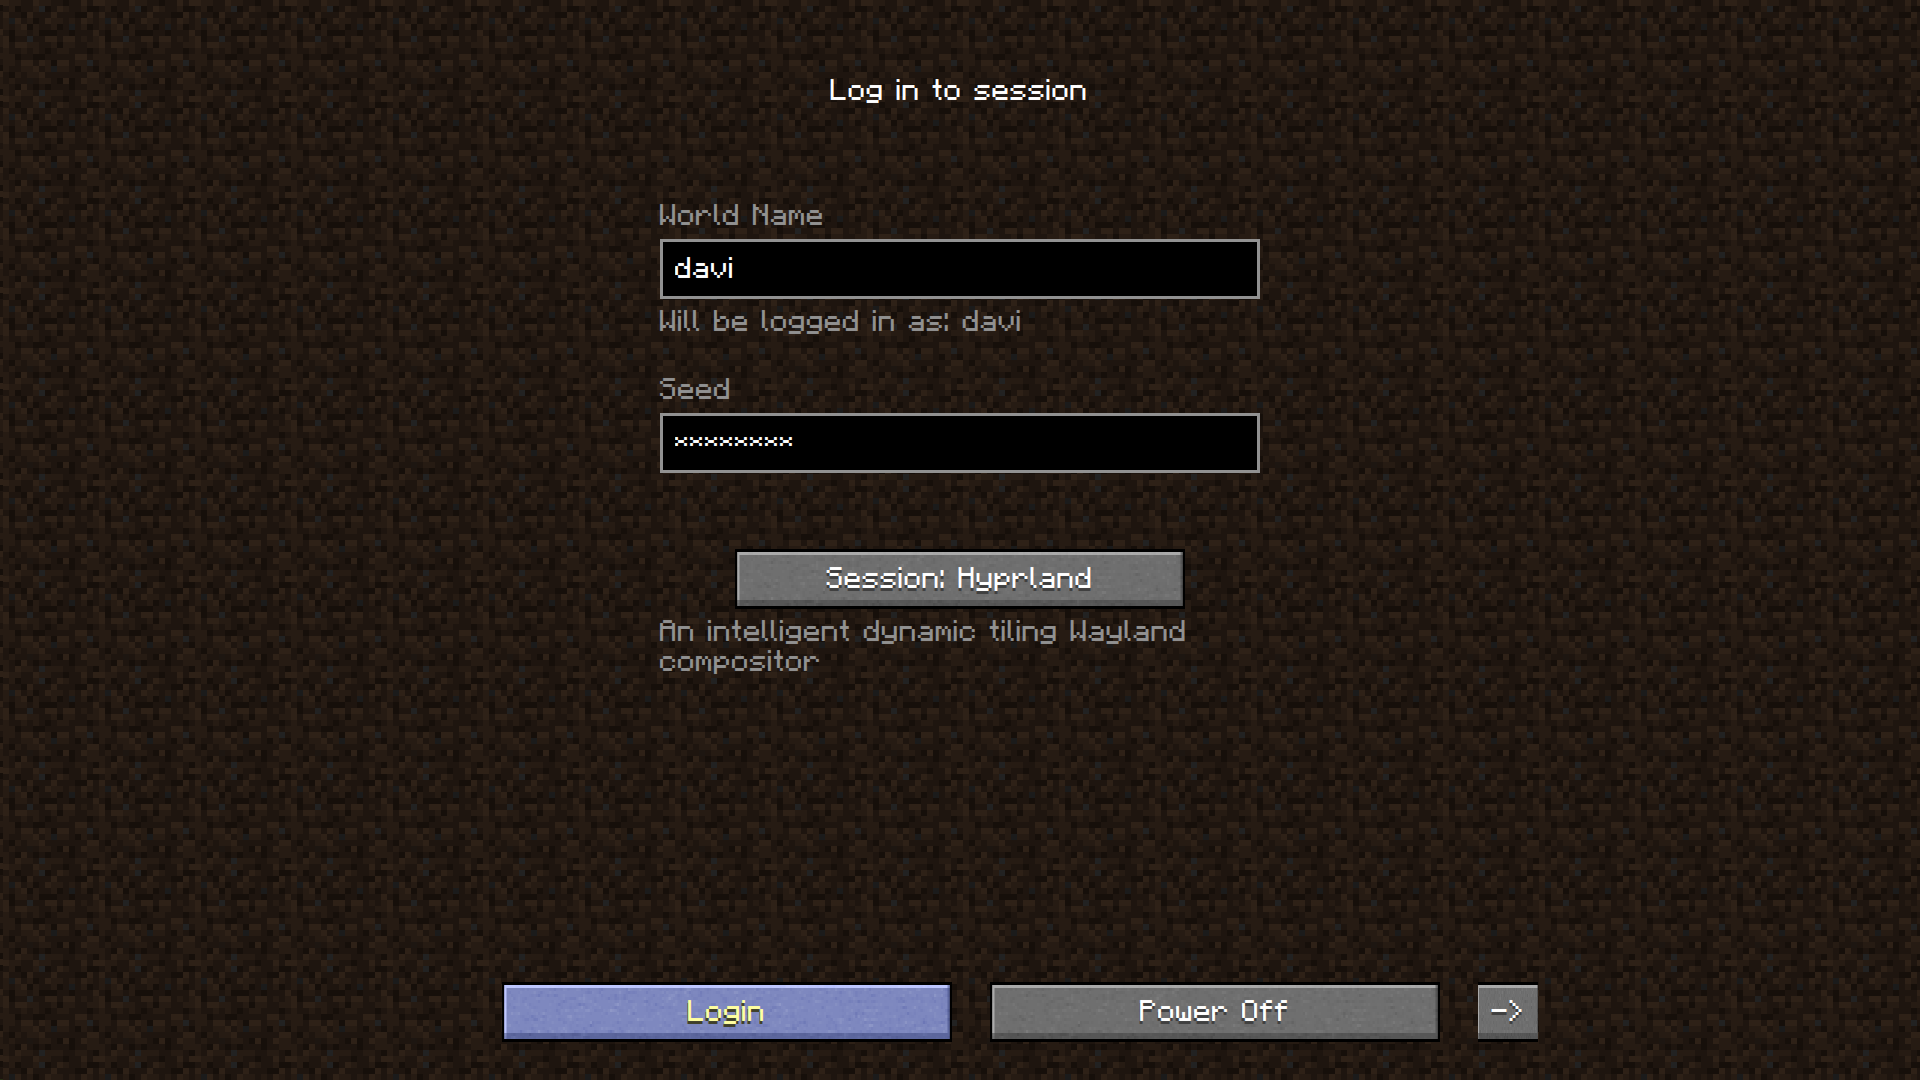 Log in to session
World Name
davi
Will be logged in as: davi
Seed
××××××××
Session: Hyprland
An intelligent dynamic tiling Wayland
compositor
Login
Power Off
->